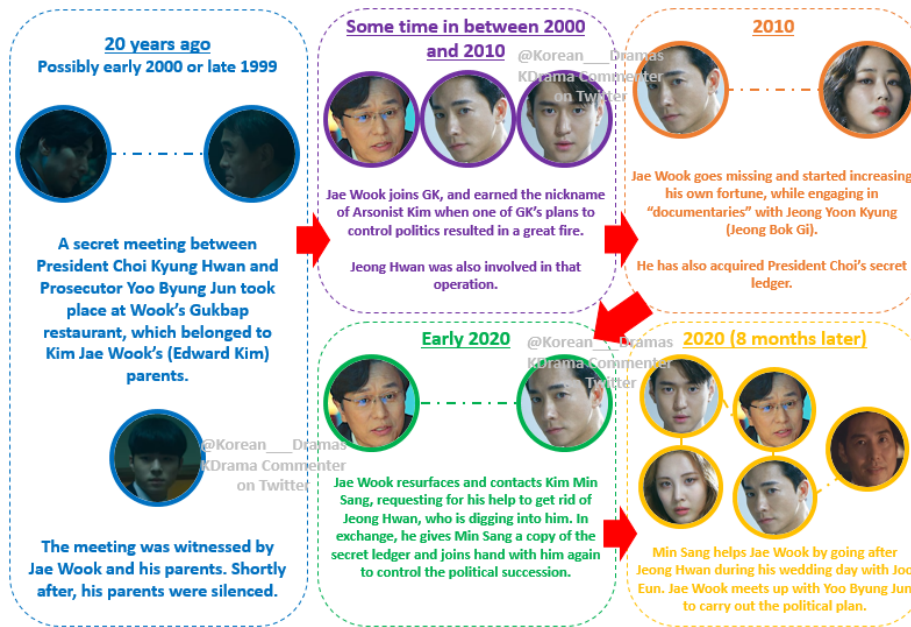 20 years ago
Possibly early 2000 or late 1999
A secret meeting between
President Choi Kyung Hwan and
Prosecutor Yoo Byung Jun took
place at Wook's Gukbap
restaurant, which belonged to
Kim Jae Wook's (Edward Kim)
parents.
@Korean___Dramas
KDrama Commenter
on Twitter
The meeting was witnessed by
Jae Wook and his parents. Shortly
after, his parents were silenced.
Some time in between 2000
and 2010
@Korean___Dramas
KDrama Commenter
on Twitter
Jae Wook joins GK, and earned the nickname
of Arsonist Kim when one of GK's plans to
control politics resulted in a great fire.
Jeong Hwan was also involved in that
operation.
2010
Jae Wook goes missing and started increasing
his own fortune, while engaging in
“documentaries” with Jeong Yoon Kyung
(Jeong Bok Gi).
He has also acquired President Choi's secret
ledger.
Early 2020
@Korean___Dramas
KDrama Commenter
on Twitter
Jae Wook resurfaces and contacts Kim Min
Sang, requesting for his help to get rid of
Jeong Hwan, who is digging into him. In
exchange, he gives Min Sang a copy of the
secret ledger and joins hand with him again
to control the political succession.
2020 (8 months later)
Min Sang helps Jae Wook by going after
Jeong Hwan during his wedding day with Joo
Eun. Jae Wook meets up with Yoo Byung Jun
to carry out the political plan.